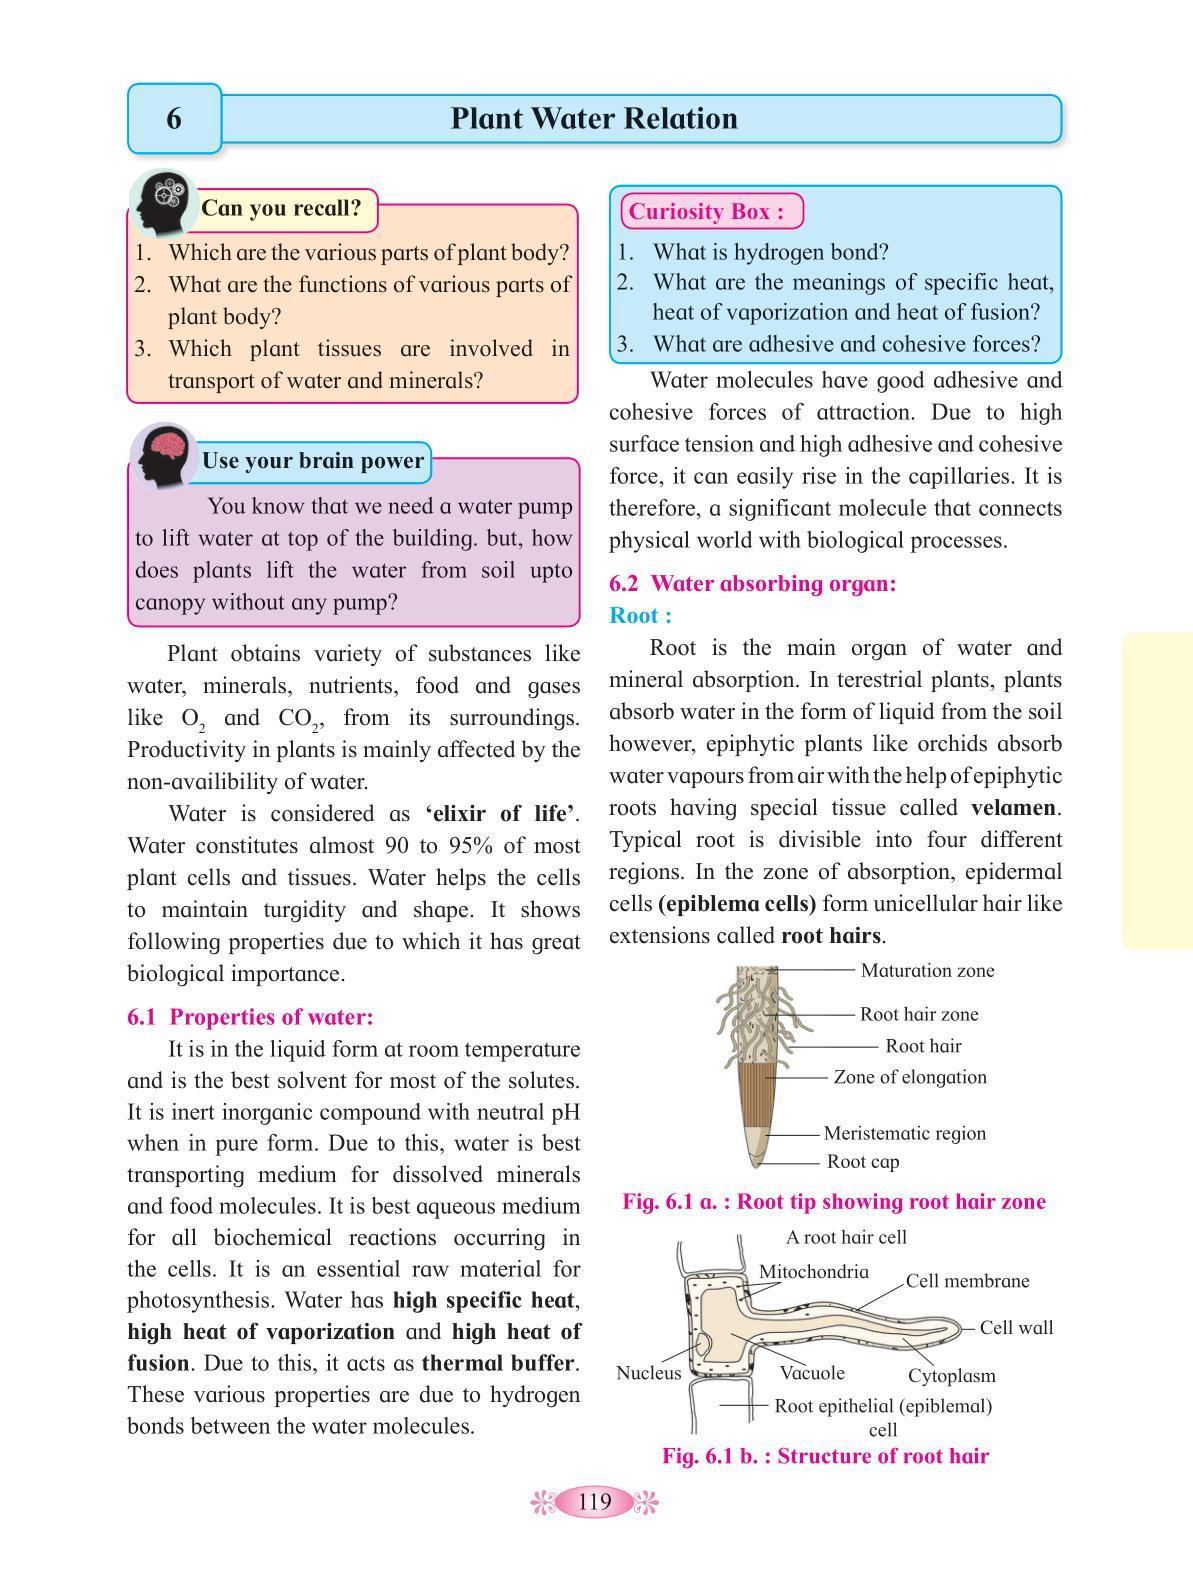 6
Plant Water Relation
Can you recall?
1. Which are the various parts of plant body?
2. What are the functions of various parts of
plant body?
3. Which plant tissues are involved in
transport of water and minerals?
Use your brain power
You know that we need a water pump
to lift water at top of the building. but, how
does plants lift the water from soil upto
canopy without any pump?
Plant obtains variety of substances like
water, minerals, nutrients, food and gases
like O2 and CO2, from its surroundings.
Productivity in plants is mainly affected by the
non-availibility of water.
Water is considered as ‘elixir of life’.
Water constitutes almost 90 to 95% of most
plant cells and tissues. Water helps the cells
to maintain turgidity and shape. It shows
following properties due to which it has great
biological importance.
6.1 Properties of water:
It is in the liquid form at room temperature
and is the best solvent for most of the solutes.
It is inert inorganic compound with neutral pH
when in pure form. Due to this, water is best
transporting medium for dissolved minerals
and food molecules. It is best aqueous medium
for all biochemical reactions occurring in
the cells. It is an essential raw material for
photosynthesis. Water has high specific heat,
high heat of vaporization and high heat of
fusion. Due to this, it acts as thermal buffer.
These various properties are due to hydrogen
bonds between the water molecules.
Curiosity Box :
1. What is hydrogen bond?
2. What are the meanings of specific heat,
heat of vaporization and heat of fusion?
3. What are adhesive and cohesive forces?
Water molecules have good adhesive and
cohesive forces of attraction. Due to high
surface tension and high adhesive and cohesive
force, it can easily rise in the capillaries. It is
therefore, a significant molecule that connects
physical world with biological processes.
6.2 Water absorbing organ:
Root :
Root is the main organ of water and
mineral absorption. In terestrial plants, plants
absorb water in the form of liquid from the soil
however, epiphytic plants like orchids absorb
water vapours from air with the help of epiphytic
roots having special tissue called velamen.
Typical root is divisible into four different
regions. In the zone of absorption, epidermal
cells (epiblema cells) form unicellular hair like
extensions called root hairs.
Maturation zone
Root hair zone
Root hair
Zone of elongation
Meristematic region
Root cap
Fig. 6.1 a. : Root tip showing root hair zone
A root hair cell
Mitochondria
Cell membrane
Cell wall
Nucleus
Vacuole
Cytoplasm
Root epithelial (epiblemal)
cell
Fig. 6.1 b. : Structure of root hair
119